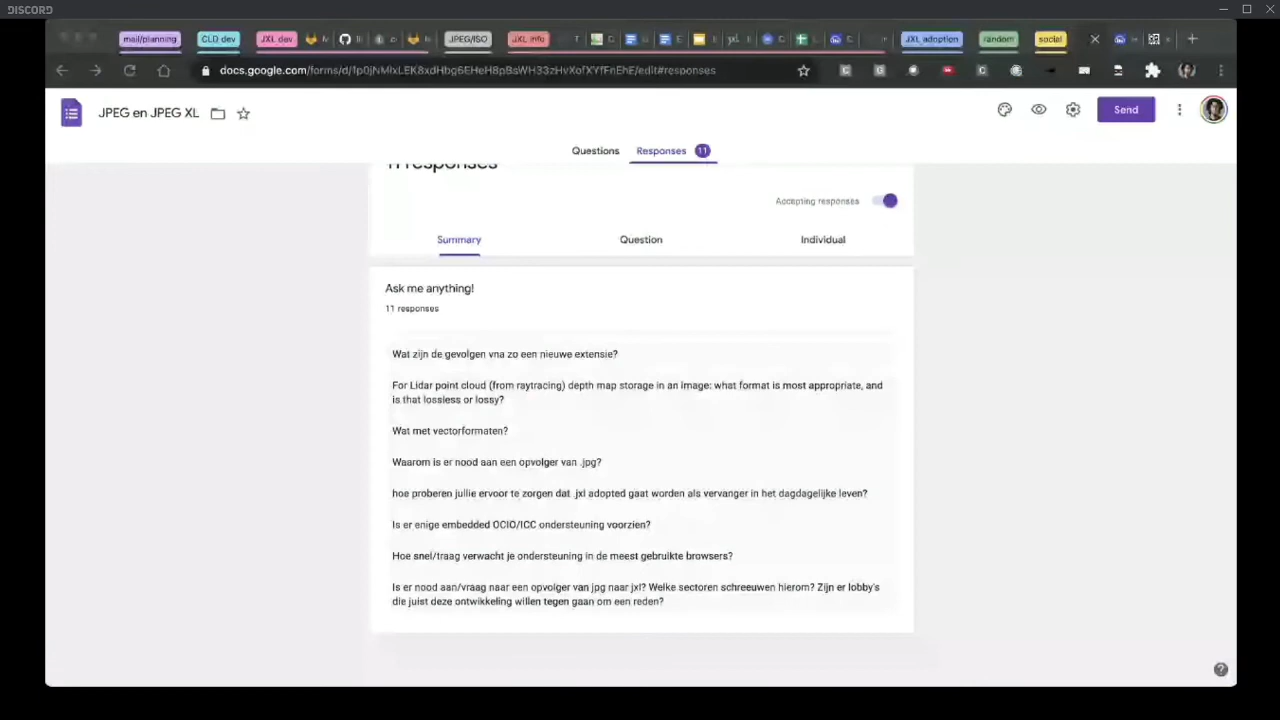 DISCORD
mail/planning
CLD dev
JXL dev
JPEG/ISO
JXL info
JXL adoption
random
social
JPEG en JPEG XL
Send
Questions
Responses 11
11 responses
Accepting responses
Summary
Question
Individual
Ask me anything!
11 responses
Wat zijn de gevolgen vna zo een nieuwe extensie?
For Lidar point cloud (from raytracing) depth map storage in an image: what format is most appropriate, and
is that lossless or lossy?
Wat met vectorformaten?
Waarom is er nood aan een opvolger van .jpg?
hoe proberen jullie ervoor te zorgen dat .jxl adopted gaat worden als vervanger in het dagdagelijke leven?
Is er enige embedded OCIO/ICC ondersteuning voorzien?
Hoe snel/traag verwacht je ondersteuning in de meest gebruikte browsers?
Is er nood aan/vraag naar een opvolger van jpg naar jxl? Welke sectoren schreeuwen hierom? Zijn er lobby's
die juist deze ontwikkeling willen tegen gaan om een reden?